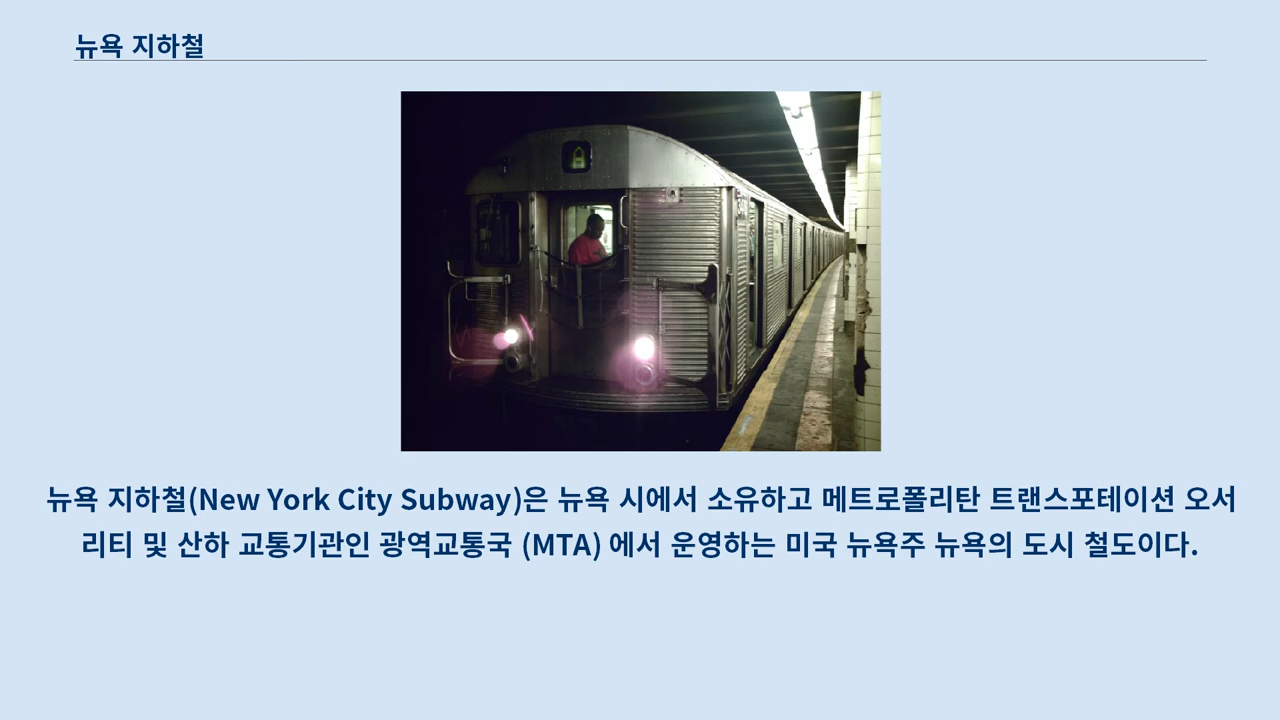 뉴욕 지하철
A
뉴욕 지하철(New York City Subway)은 뉴욕 시에서 소유하고 메트로폴리탄 트랜스포테이션 오서
리티 및 산하 교통기관인 광역교통국 (MTA) 에서 운영하는 미국 뉴욕주 뉴욕의 도시 철도이다.